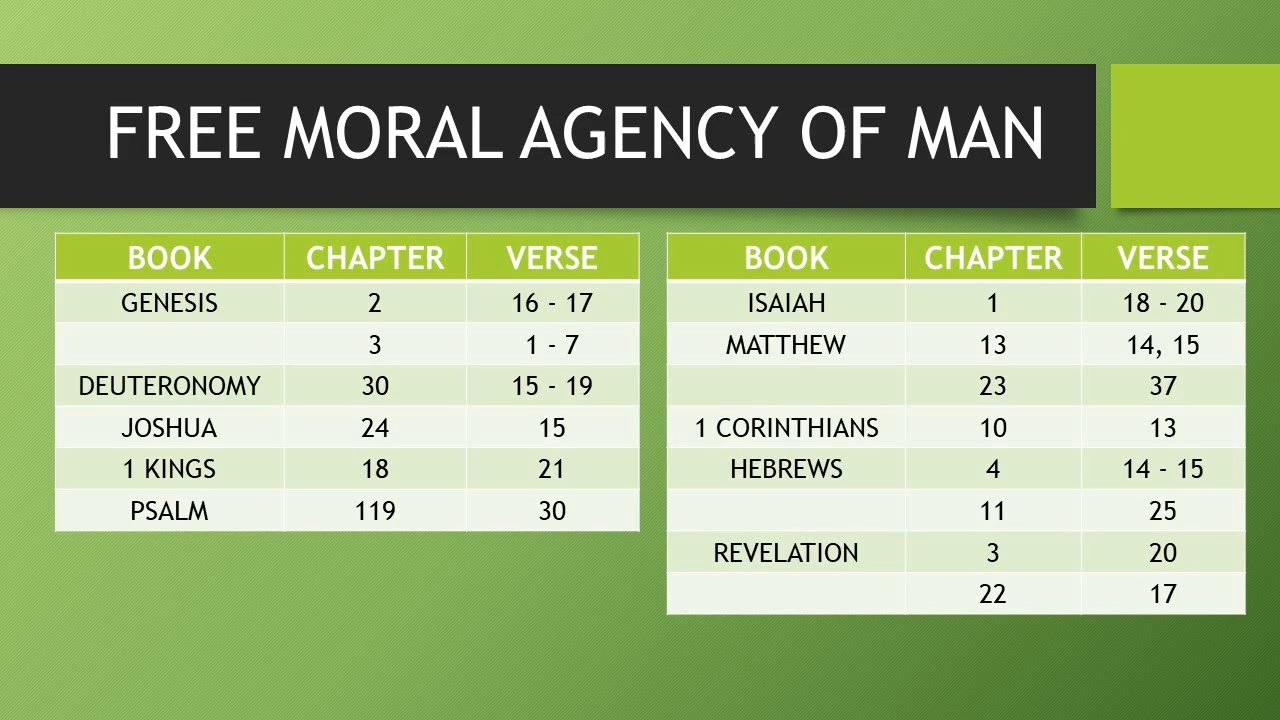 FREE MORAL AGENCY OF MAN
BOOK CHAPTER VERSE
GENESIS 2 16 - 17
3 1 - 7
DEUTERONOMY 30 15 - 19
JOSHUA 24 15
1 KINGS 18 21
PSALM 119 30
BOOK CHAPTER VERSE
ISAIAH 1 18 - 20
MATTHEW 13 14, 15
23 37
1 CORINTHIANS 10 13
HEBREWS 4 14 - 15
11 25
REVELATION 3 20
22 17